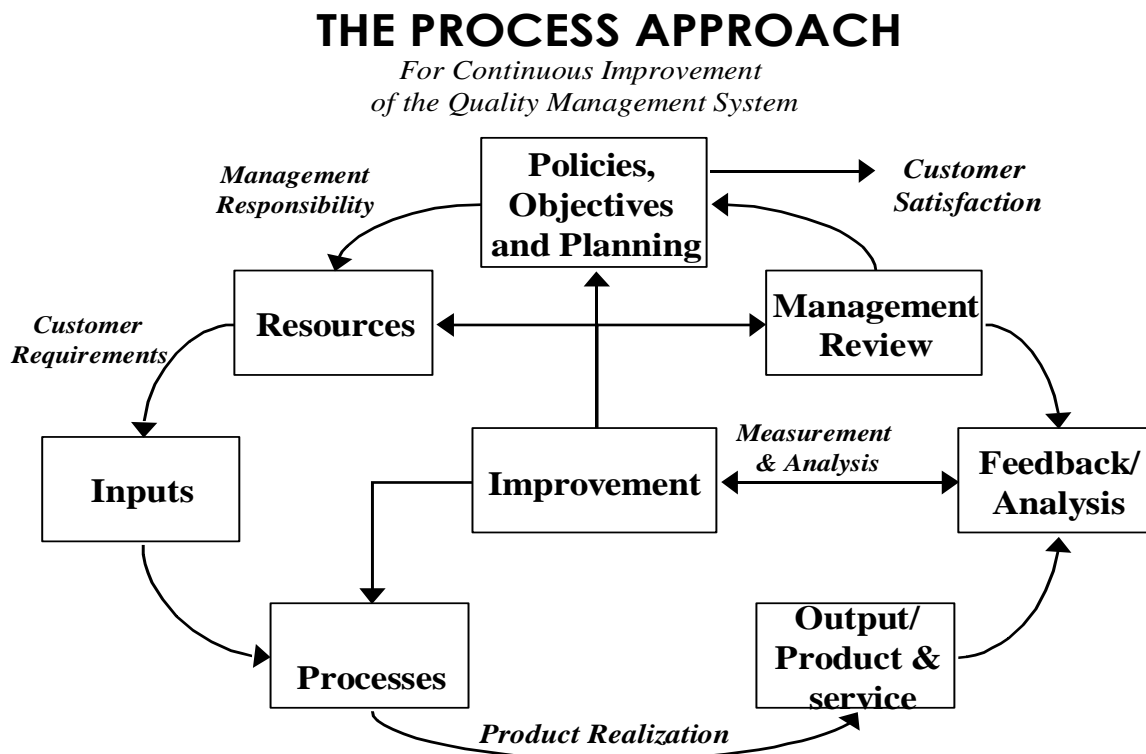 THE PROCESS APPROACH
For Continuous Improvement
of the Quality Management System
Policies,
Objectives
and Planning
Customer
Satisfaction
Management
Responsibility
Resources
Management
Review
Customer
Requirements
Inputs
Improvement
Measurement
& Analysis
Feedback/
Analysis
Processes
Output/
Product &
service
Product Realization